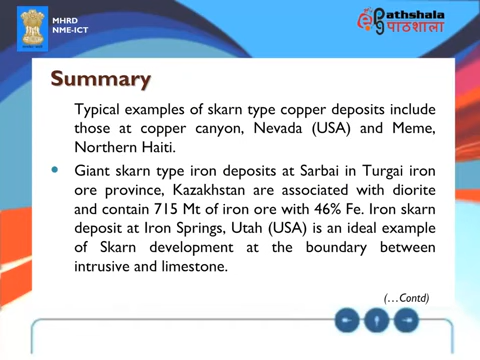 MHRD
NME-ICT
Pathshala
पाठशाला
Summary
Typical examples of skarn type copper deposits include
those at copper canyon, Nevada (USA) and Meme,
Northern Haiti.
Giant skarn type iron deposits at Sarbai in Turgai iron
ore province, Kazakhstan are associated with diorite
and contain 715 Mt of iron ore with 46% Fe. Iron skarn
deposit at Iron Springs, Utah (USA) is an ideal example
of Skarn development at the boundary between
intrusive and limestone.
(…Contd)